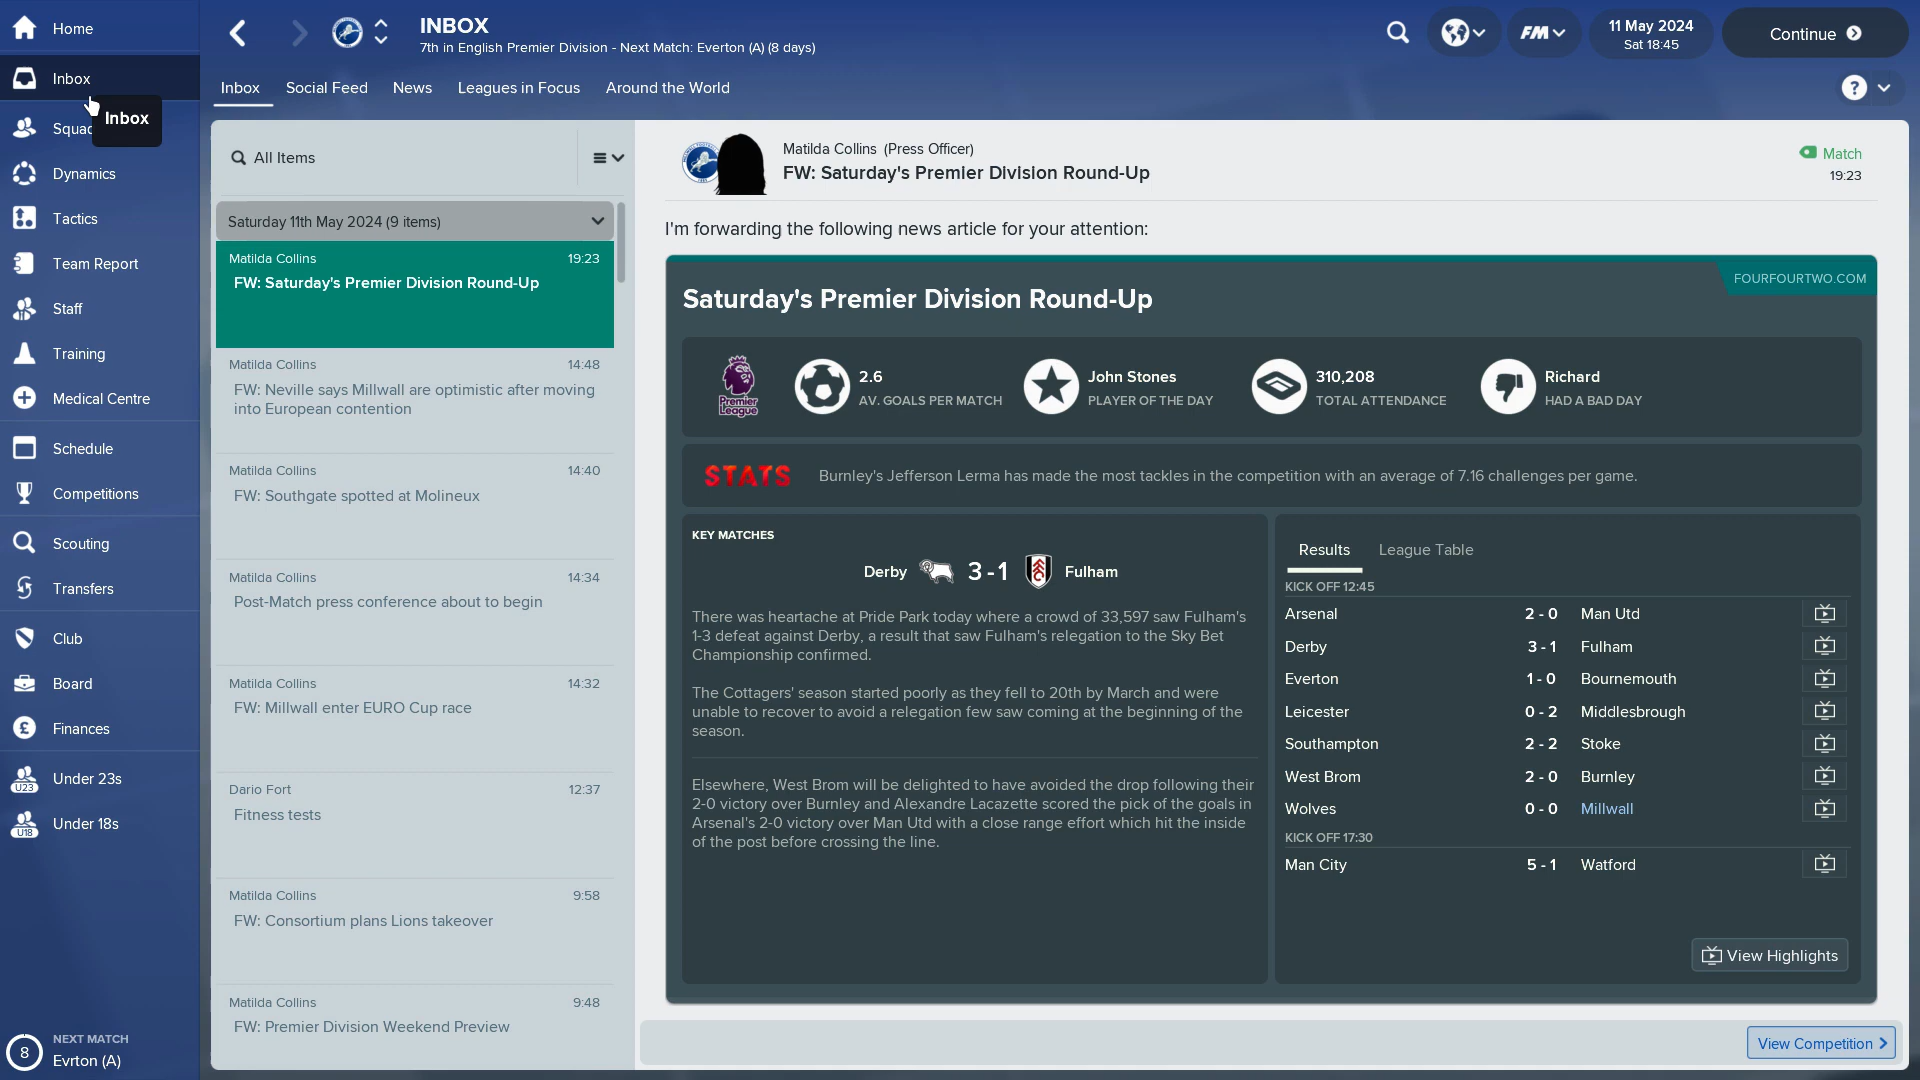 Home
Inbox
Inbox
Squad
Dynamics
Tactics
Team Report
Staff
Training
Medical Centre
Schedule
Competitions
Scouting
Transfers
Club
Board
Finances
U23
Under 23s
U18
Under 18s
8
NEXT MATCH
Evrton (A)
INBOX
7th in English Premier Division - Next Match: Everton (A) (8 days)
FM
11 May 2024
Sat 18:45
Continue
Inbox
Social Feed
News
Leagues in Focus
Around the World
?
All Items
Saturday 11th May 2024 (9 items)
Matilda Collins 19:23
FW: Saturday's Premier Division Round-Up
Matilda Collins 14:48
FW: Neville says Millwall are optimistic after moving
into European contention
Matilda Collins 14:40
FW: Southgate spotted at Molineux
Matilda Collins 14:34
Post-Match press conference about to begin
Matilda Collins 14:32
FW: Millwall enter EURO Cup race
Dario Fort 12:37
Fitness tests
Matilda Collins 9:58
FW: Consortium plans Lions takeover
Matilda Collins 9:48
FW: Premier Division Weekend Preview
Matilda Collins (Press Officer)
FW: Saturday's Premier Division Round-Up
Match
19:23
I'm forwarding the following news article for your attention:
FOURFOURTWO.COM
Saturday's Premier Division Round-Up
Premier
League
2.6
AV. GOALS PER MATCH
John Stones
PLAYER OF THE DAY
310,208
TOTAL ATTENDANCE
Richard
HAD A BAD DAY
STATS
Burnley's Jefferson Lerma has made the most tackles in the competition with an average of 7.16 challenges per game.
KEY MATCHES
Derby 3 - 1 Fulham
There was heartache at Pride Park today where a crowd of 33,597 saw Fulham's
1-3 defeat against Derby, a result that saw Fulham's relegation to the Sky Bet
Championship confirmed.
The Cottagers' season started poorly as they fell to 20th by March and were
unable to recover to avoid a relegation few saw coming at the beginning of the
season.
Elsewhere, West Brom will be delighted to have avoided the drop following their
2-0 victory over Burnley and Alexandre Lacazette scored the pick of the goals in
Arsenal's 2-0 victory over Man Utd with a close range effort which hit the inside
of the post before crossing the line.
Results
League Table
KICK OFF 12:45
Arsenal 2 - 0 Man Utd
Derby 3 - 1 Fulham
Everton 1 - 0 Bournemouth
Leicester 0 - 2 Middlesbrough
Southampton 2 - 2 Stoke
West Brom 2 - 0 Burnley
Wolves 0 - 0 Millwall
KICK OFF 17:30
Man City 5 - 1 Watford
View Highlights
View Competition